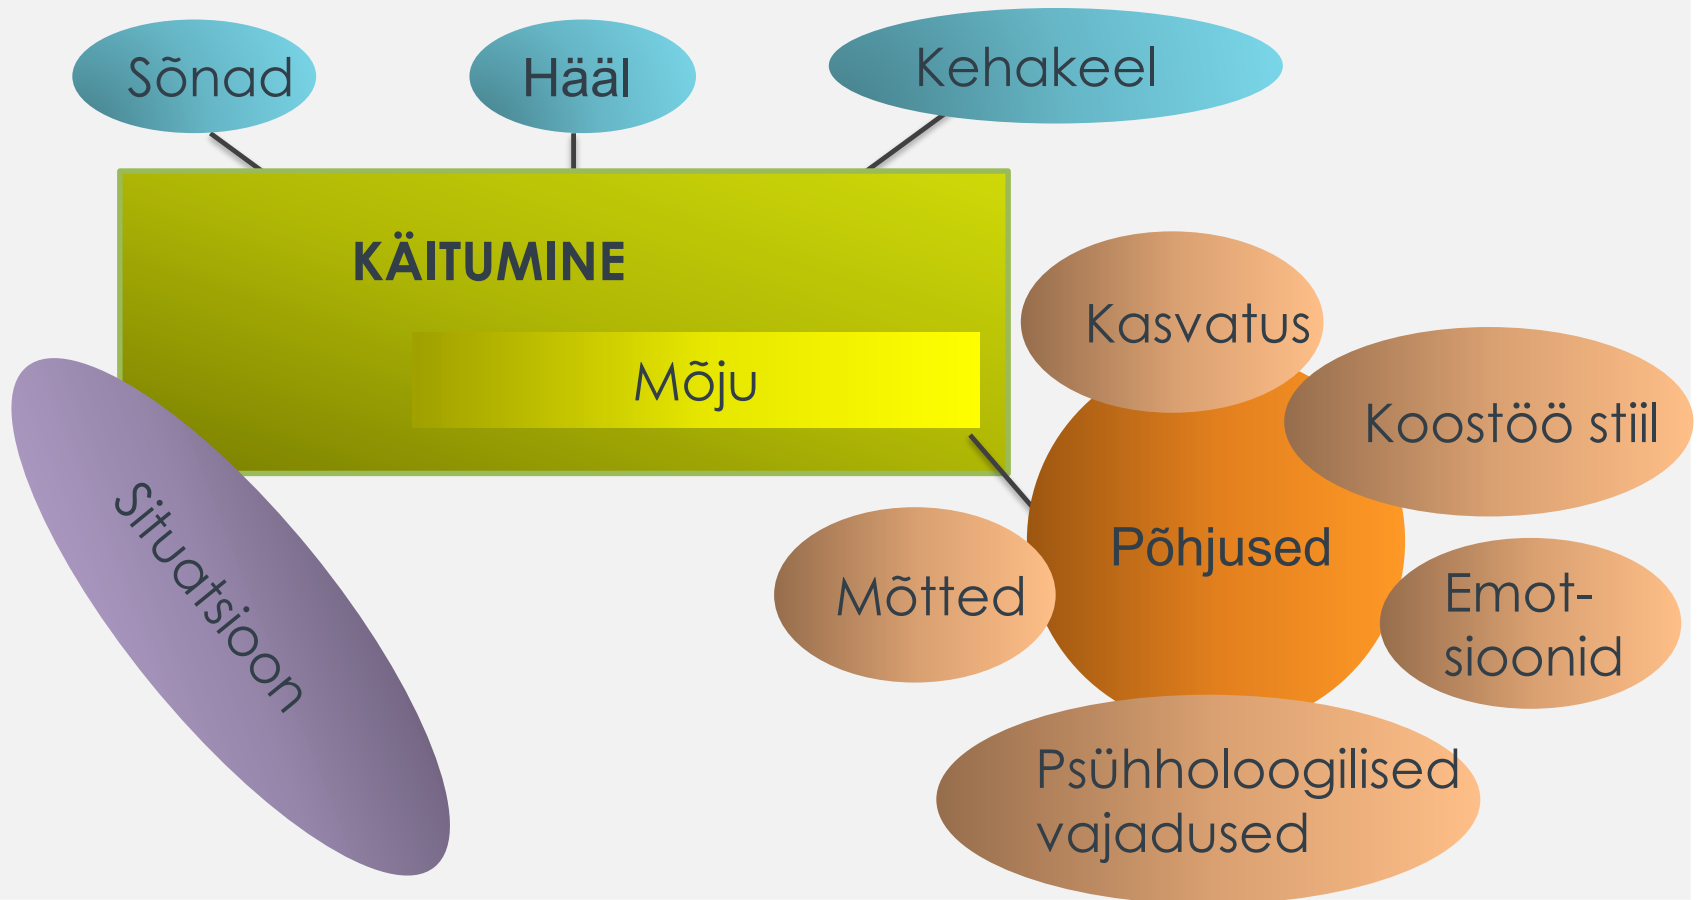 Sõnad
Hääl
Kehakeel
KÄITUMINE
Mõju
Kasvatus
Koostöö stiil
Põhjused
Mõtted
Emot-
sioonid
Psühholoogilised
vajadused
Situatsioon